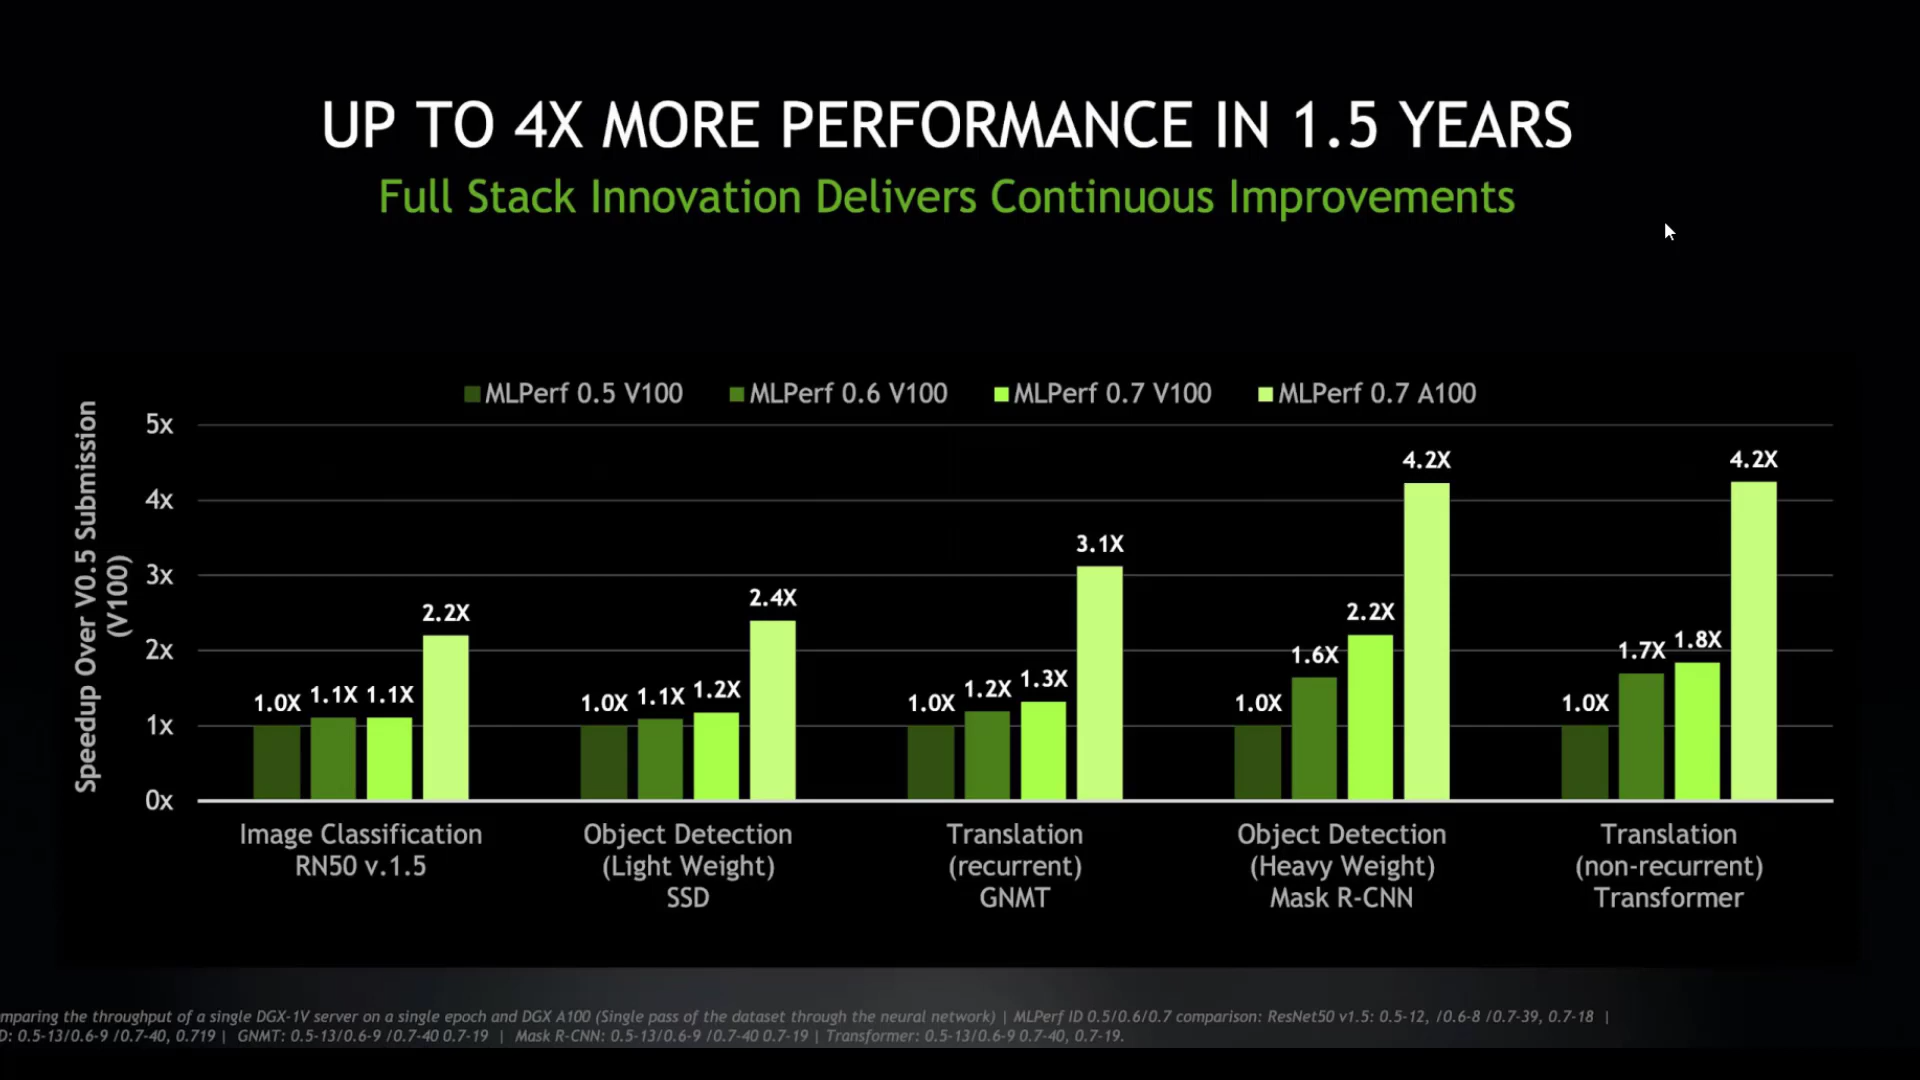 UP TO 4X MORE PERFORMANCE IN 1.5 YEARS
Full Stack Innovation Delivers Continuous Improvements
MLPerf 0.5 V100 MLPerf 0.6 V100 MLPerf 0.7 V100 MLPerf 0.7 A100
Speedup Over V0.5 Submission
(V100)
5x
4x
3x
2x
1x
0x
1.0X 1.1X 1.1X 2.2X
1.0X 1.1X 1.2X 2.4X
1.0X 1.2X 1.3X 3.1X
1.0X 1.6X 2.2X 4.2X
1.0X 1.7X 1.8X 4.2X
Image Classification
RN50 v.1.5
Object Detection
(Light Weight)
SSD
Translation
(recurrent)
GNMT
Object Detection
(Heavy Weight)
Mask R-CNN
Translation
(non-recurrent)
Transformer
mparing the throughput of a single DGX-1V server on a single epoch and DGX A100 (Single pass of the dataset through the neural network) | MLPerf ID 0.5/0.6/0.7 comparison: ResNet50 v1.5: 0.5-12, /0.6-8 /0.7-39, 0.7-18 |
D: 0.5-13/0.6-9 /0.7-40, 0.719 | GNMT: 0.5-13/0.6-9 /0.7-40 0.7-19 | Mask R-CNN: 0.5-13/0.6-9 /0.7-40 0.7-19 | Transformer: 0.5-13/0.6-9 0.7-40, 0.7-19.